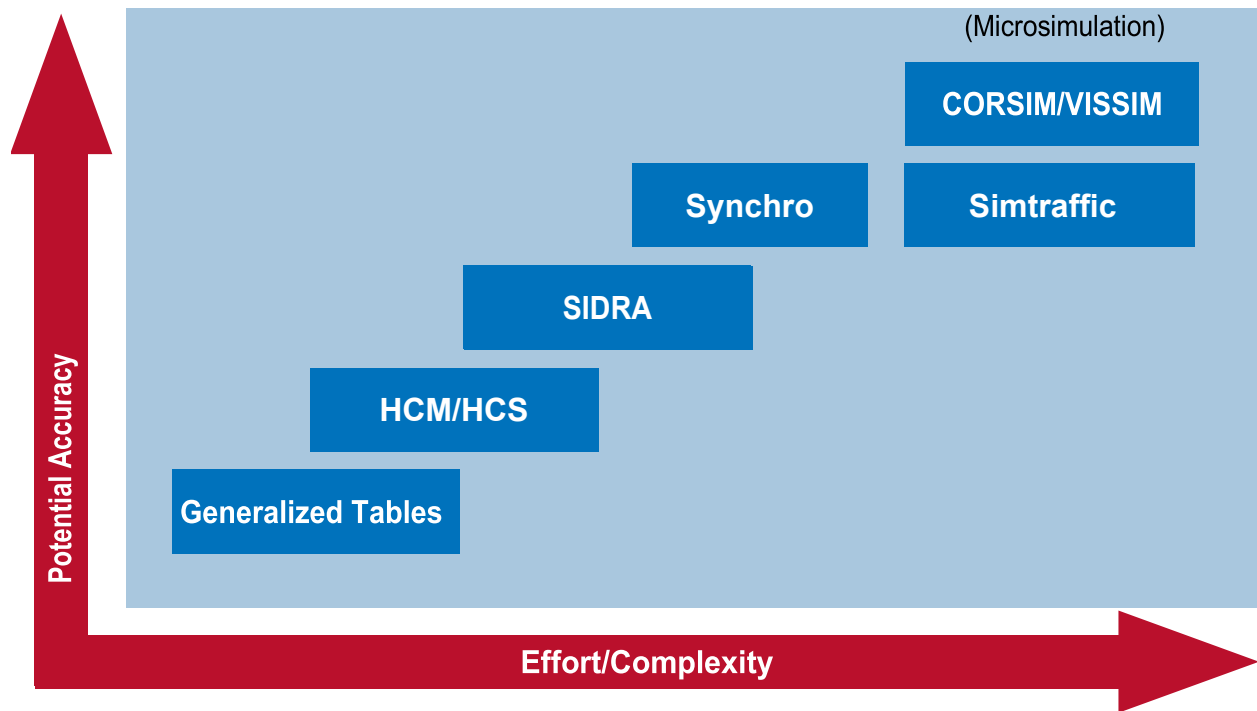 (Microsimulation)
CORSIM/VISSIM
Synchro
Simtraffic
SIDRA
HCM/HCS
Generalized Tables
Potential Accuracy
Effort/Complexity